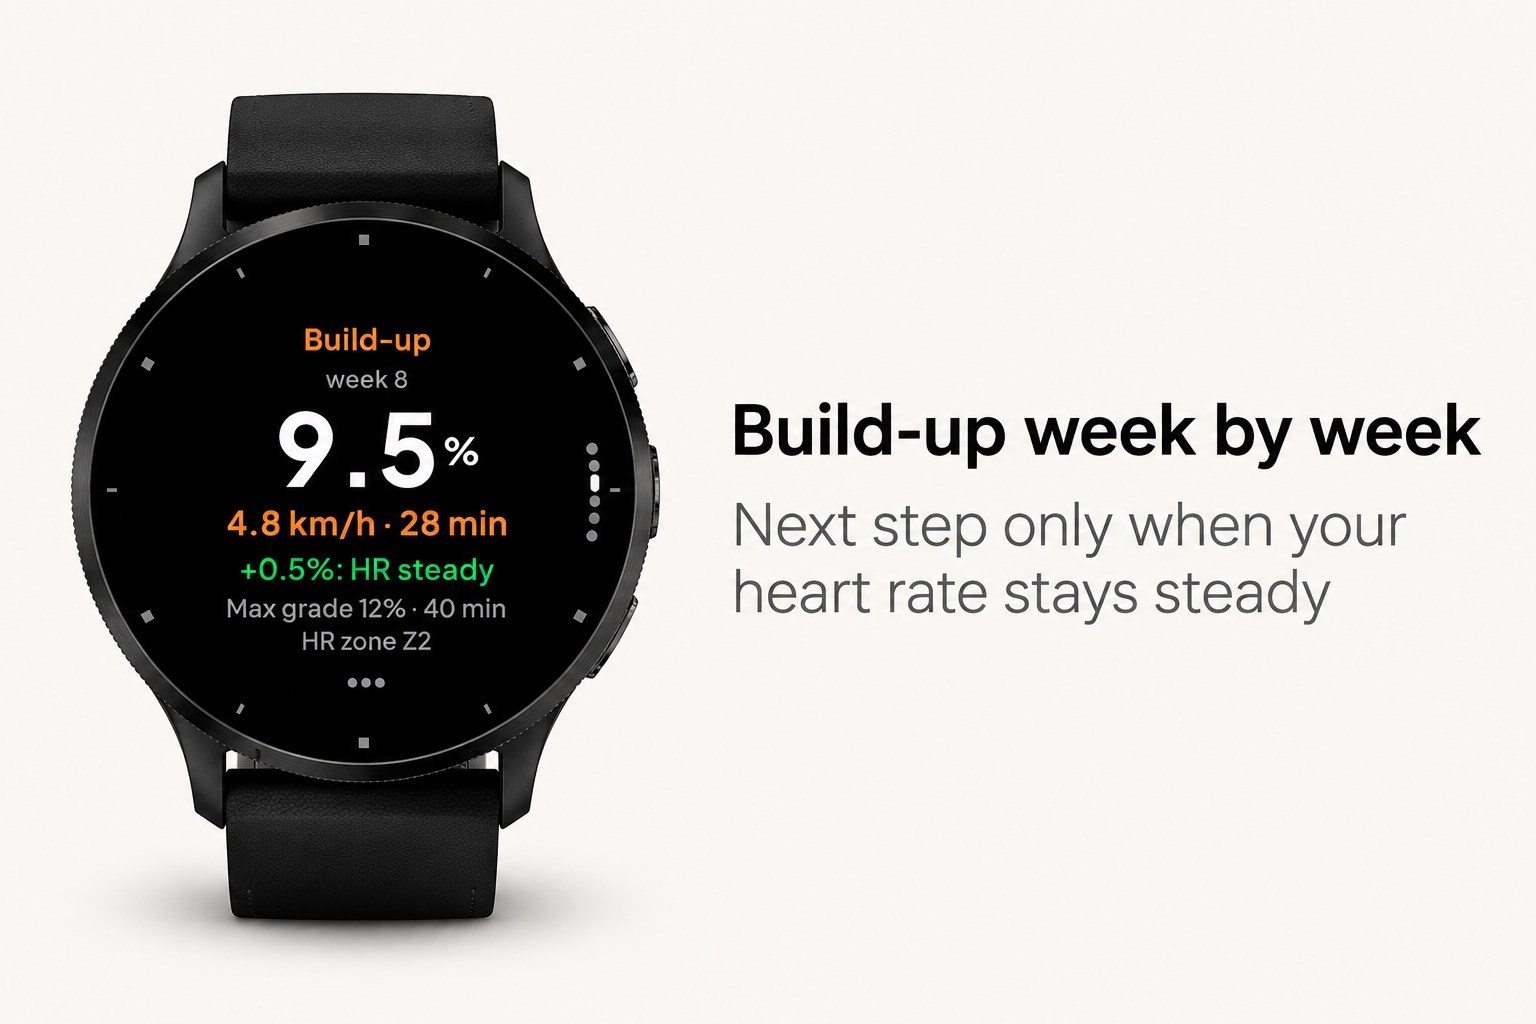 Build-up
week 8
9.5%
4.8 km/h · 28 min
+0.5%: HR steady
Max grade 12% · 40 min
HR zone Z2
Build-up week by week
Next step only when your
heart rate stays steady